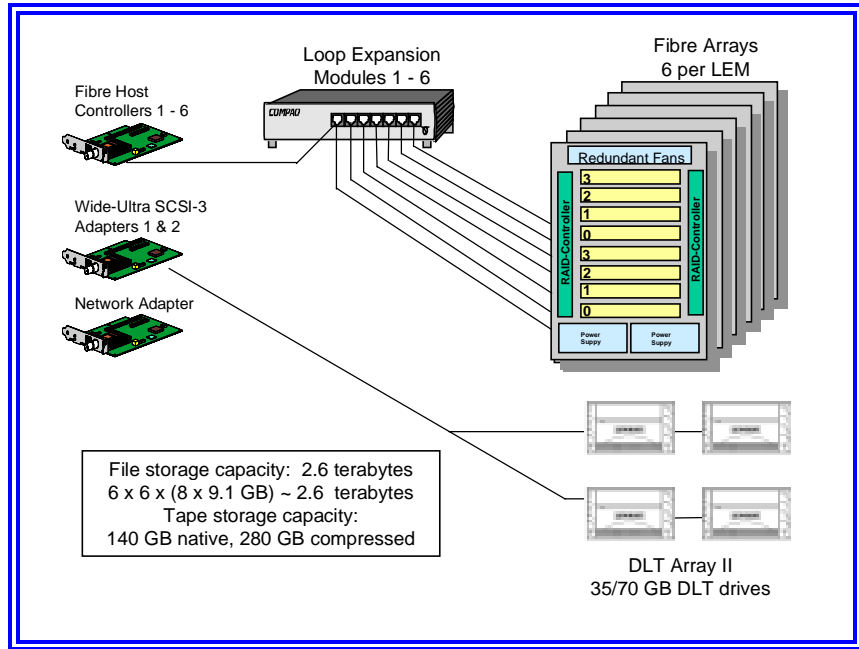 Loop Expansion
Modules 1 - 6
Fibre Arrays
6 per LEM
Fibre Host
Controllers 1 - 6
COMPAQ
Redundant Fans
RAID-Controller
3
2
1
0
3
2
1
0
RAID-Controller
Power
Suppy
Power
Suppy
Wide-Ultra SCSI-3
Adapters 1 & 2
Network Adapter
File storage capacity: 2.6 terabytes
6 x 6 x (8 x 9.1 GB) ~ 2.6 terabytes
Tape storage capacity:
140 GB native, 280 GB compressed
DLT Array II
35/70 GB DLT drives